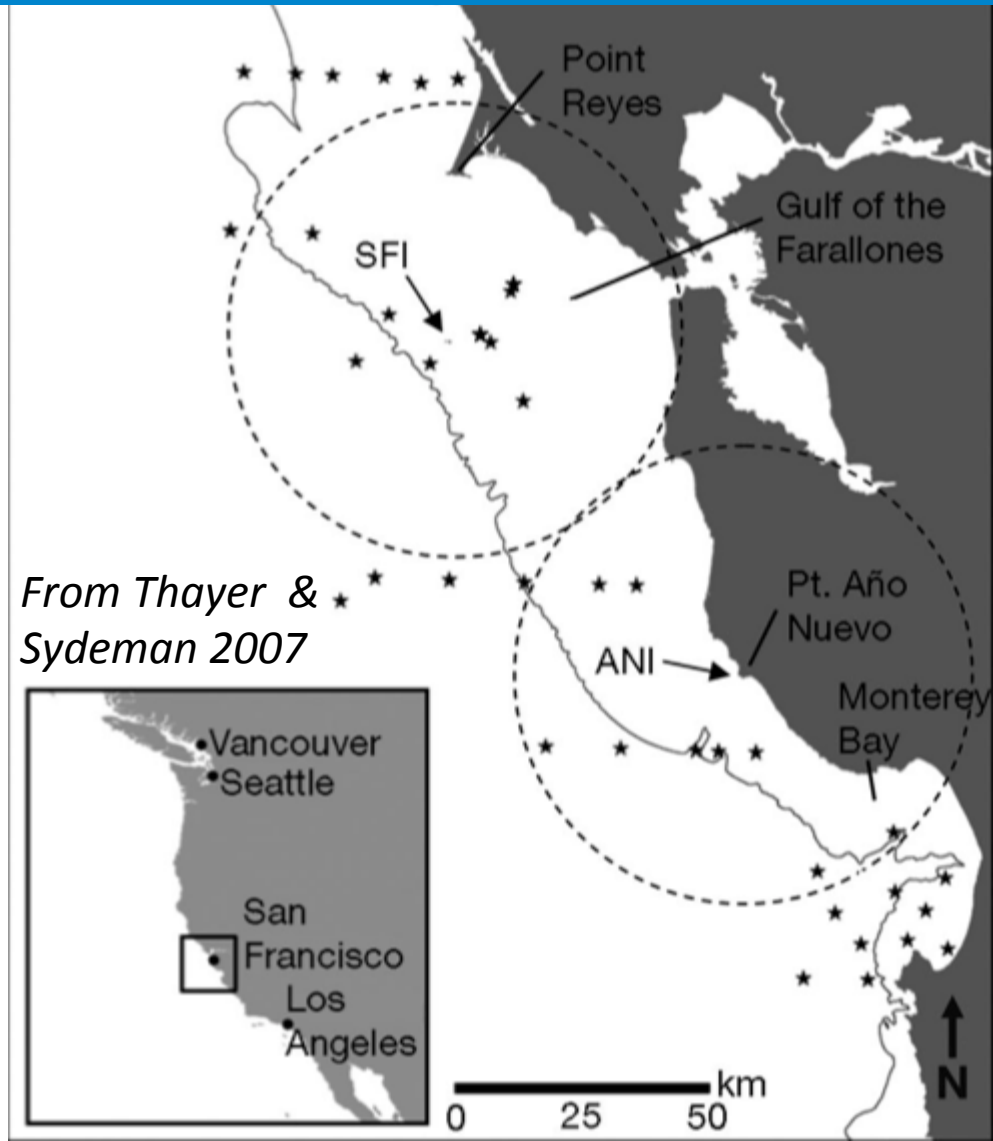 Point
Reyes
Gulf of the
Farallones
SFI
From Thayer &
Sydeman 2007
Pt. Año
Nuevo
ANI
Monterey
Bay
Vancouver
Seattle
San
Francisco
Los
Angeles
km
0 25 50
N